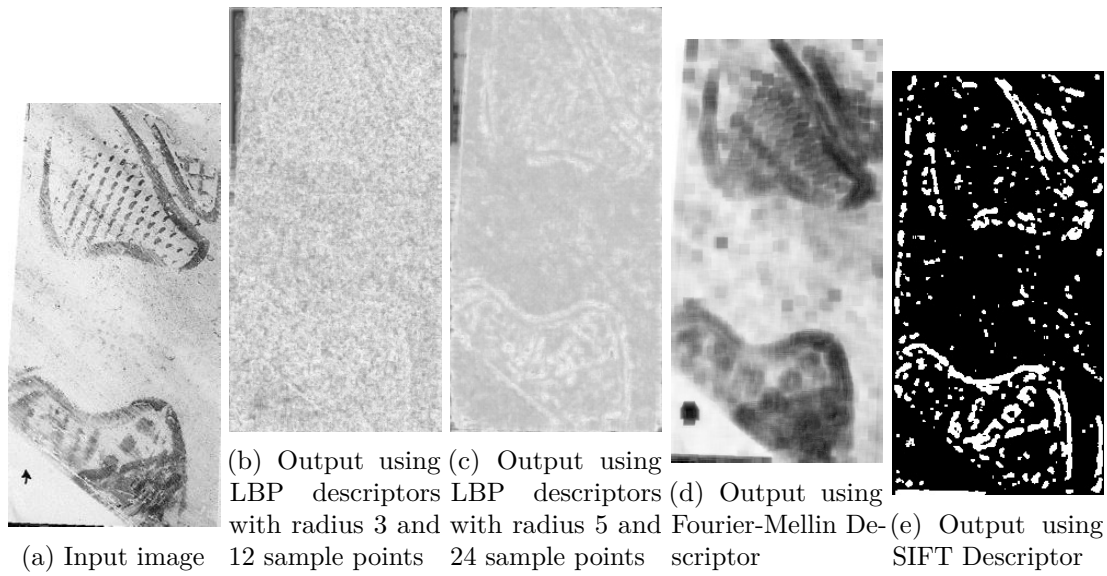 (a) Input image
(b) Output using
LBP descriptors
with radius 3 and
12 sample points
(c) Output using
LBP descriptors
with radius 5 and
24 sample points
(d) Output using
Fourier-Mellin De-
scriptor
(e) Output using
SIFT Descriptor